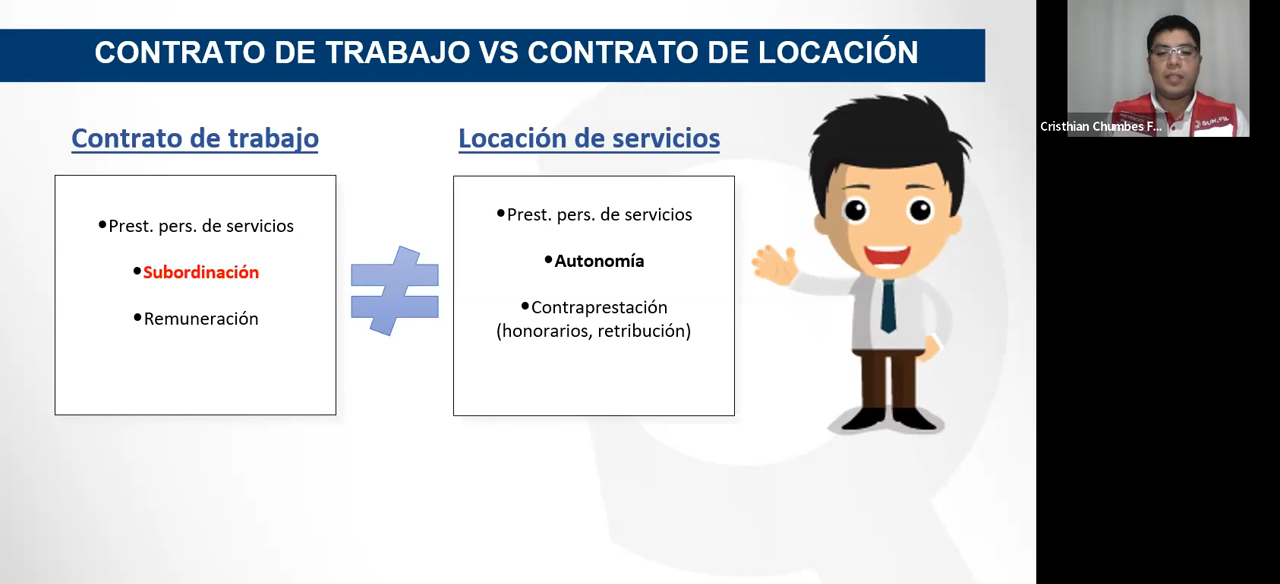 CONTRATO DE TRABAJO VS CONTRATO DE LOCACIÓN
Contrato de trabajo
•Prest. pers. de servicios
•Subordinación
•Remuneración
Locación de servicios
•Prest. pers. de servicios
•Autonomía
•Contraprestación
(honorarios, retribución)
Cristhian Chumbes F...